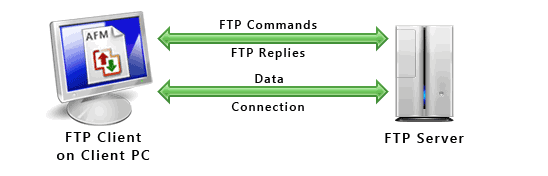 AFM
FTP Commands
FTP Replies
Data
Connection
FTP Client
on Client PC
FTP Server